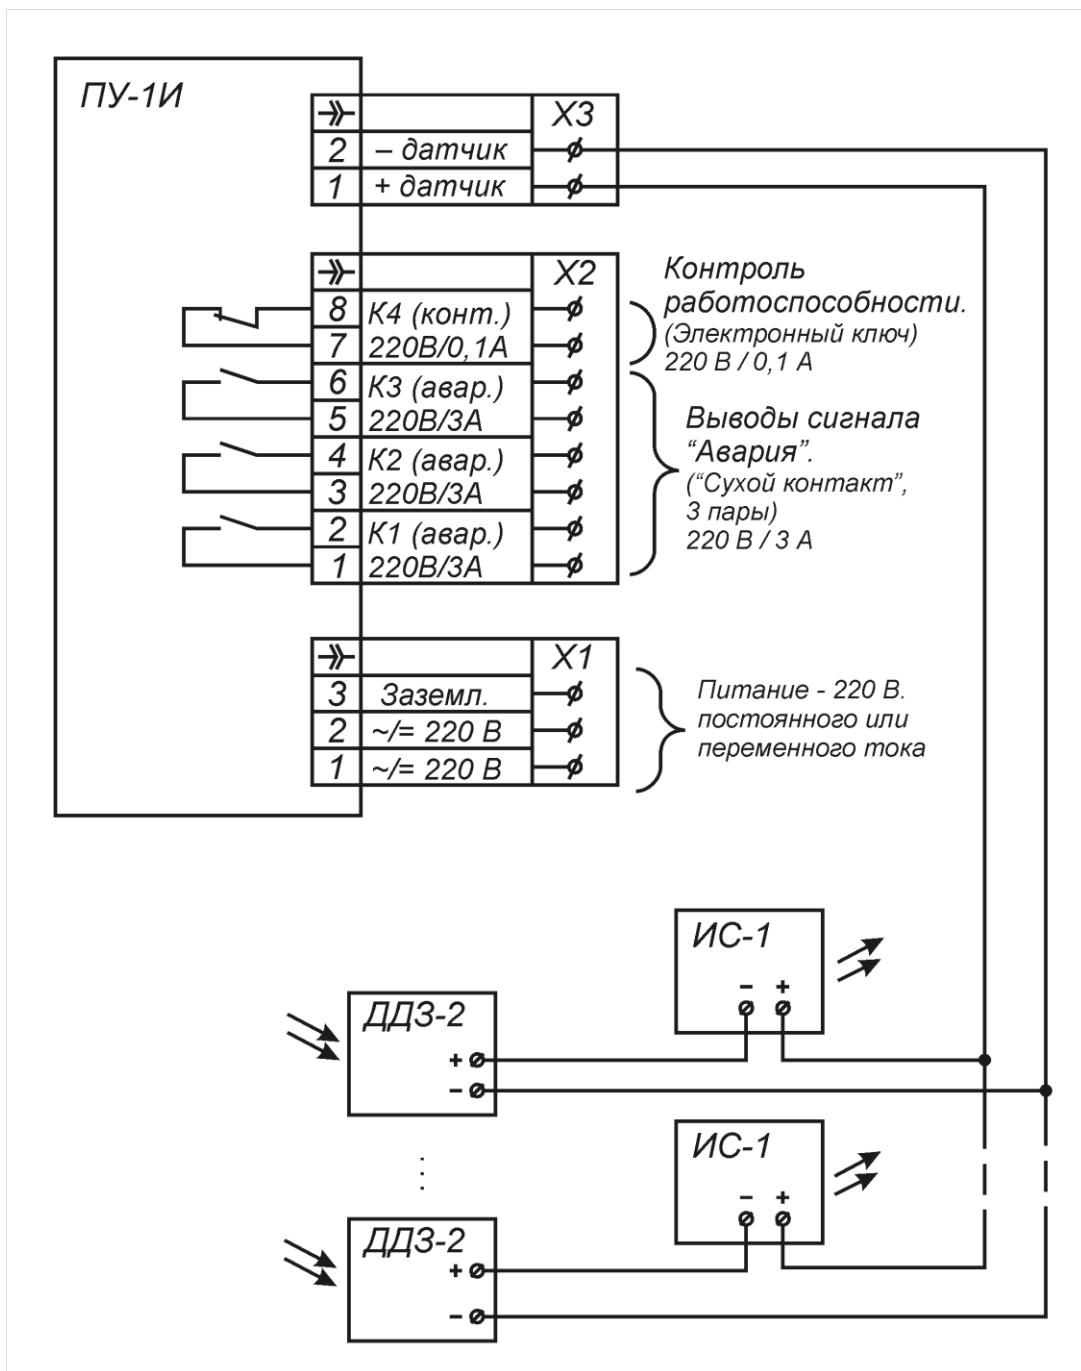 ПУ-1И
X3
2 – датчик
1 + датчик
X2
8 К4 (конт.)
7 220В/0,1А
6 К3 (авар.)
5 220В/3А
4 К2 (авар.)
3 220В/3А
2 К1 (авар.)
1 220В/3А
Контроль
работоспособности.
(Электронный ключ)
220 В / 0,1 А
Выводы сигнала
“Авария”.
(“Сухой контакт”,
3 пары)
220 В / 3 А
X1
3 Заземл.
2 ~/= 220 В
1 ~/= 220 В
Питание - 220 В.
постоянного или
переменного тока
ИС-1
– +
ДДЗ-2
+
–
ИС-1
– +
...
ДДЗ-2
+
–